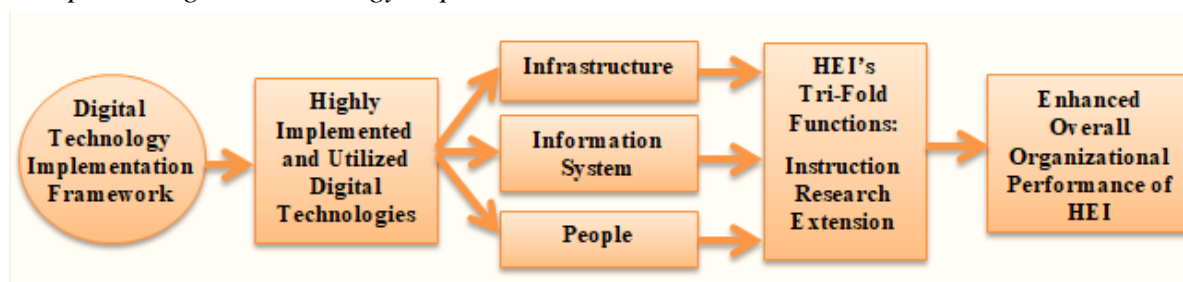 Digital
Technology
Implementation
Framework
Highly
Implemented
and Utilized
Digital
Technologies
Infrastructure
Information
System
People
HEI's
Tri-Fold
Functions:
Instruction
Research
Extension
Enhanced
Overall
Organizational
Performance of
HEI